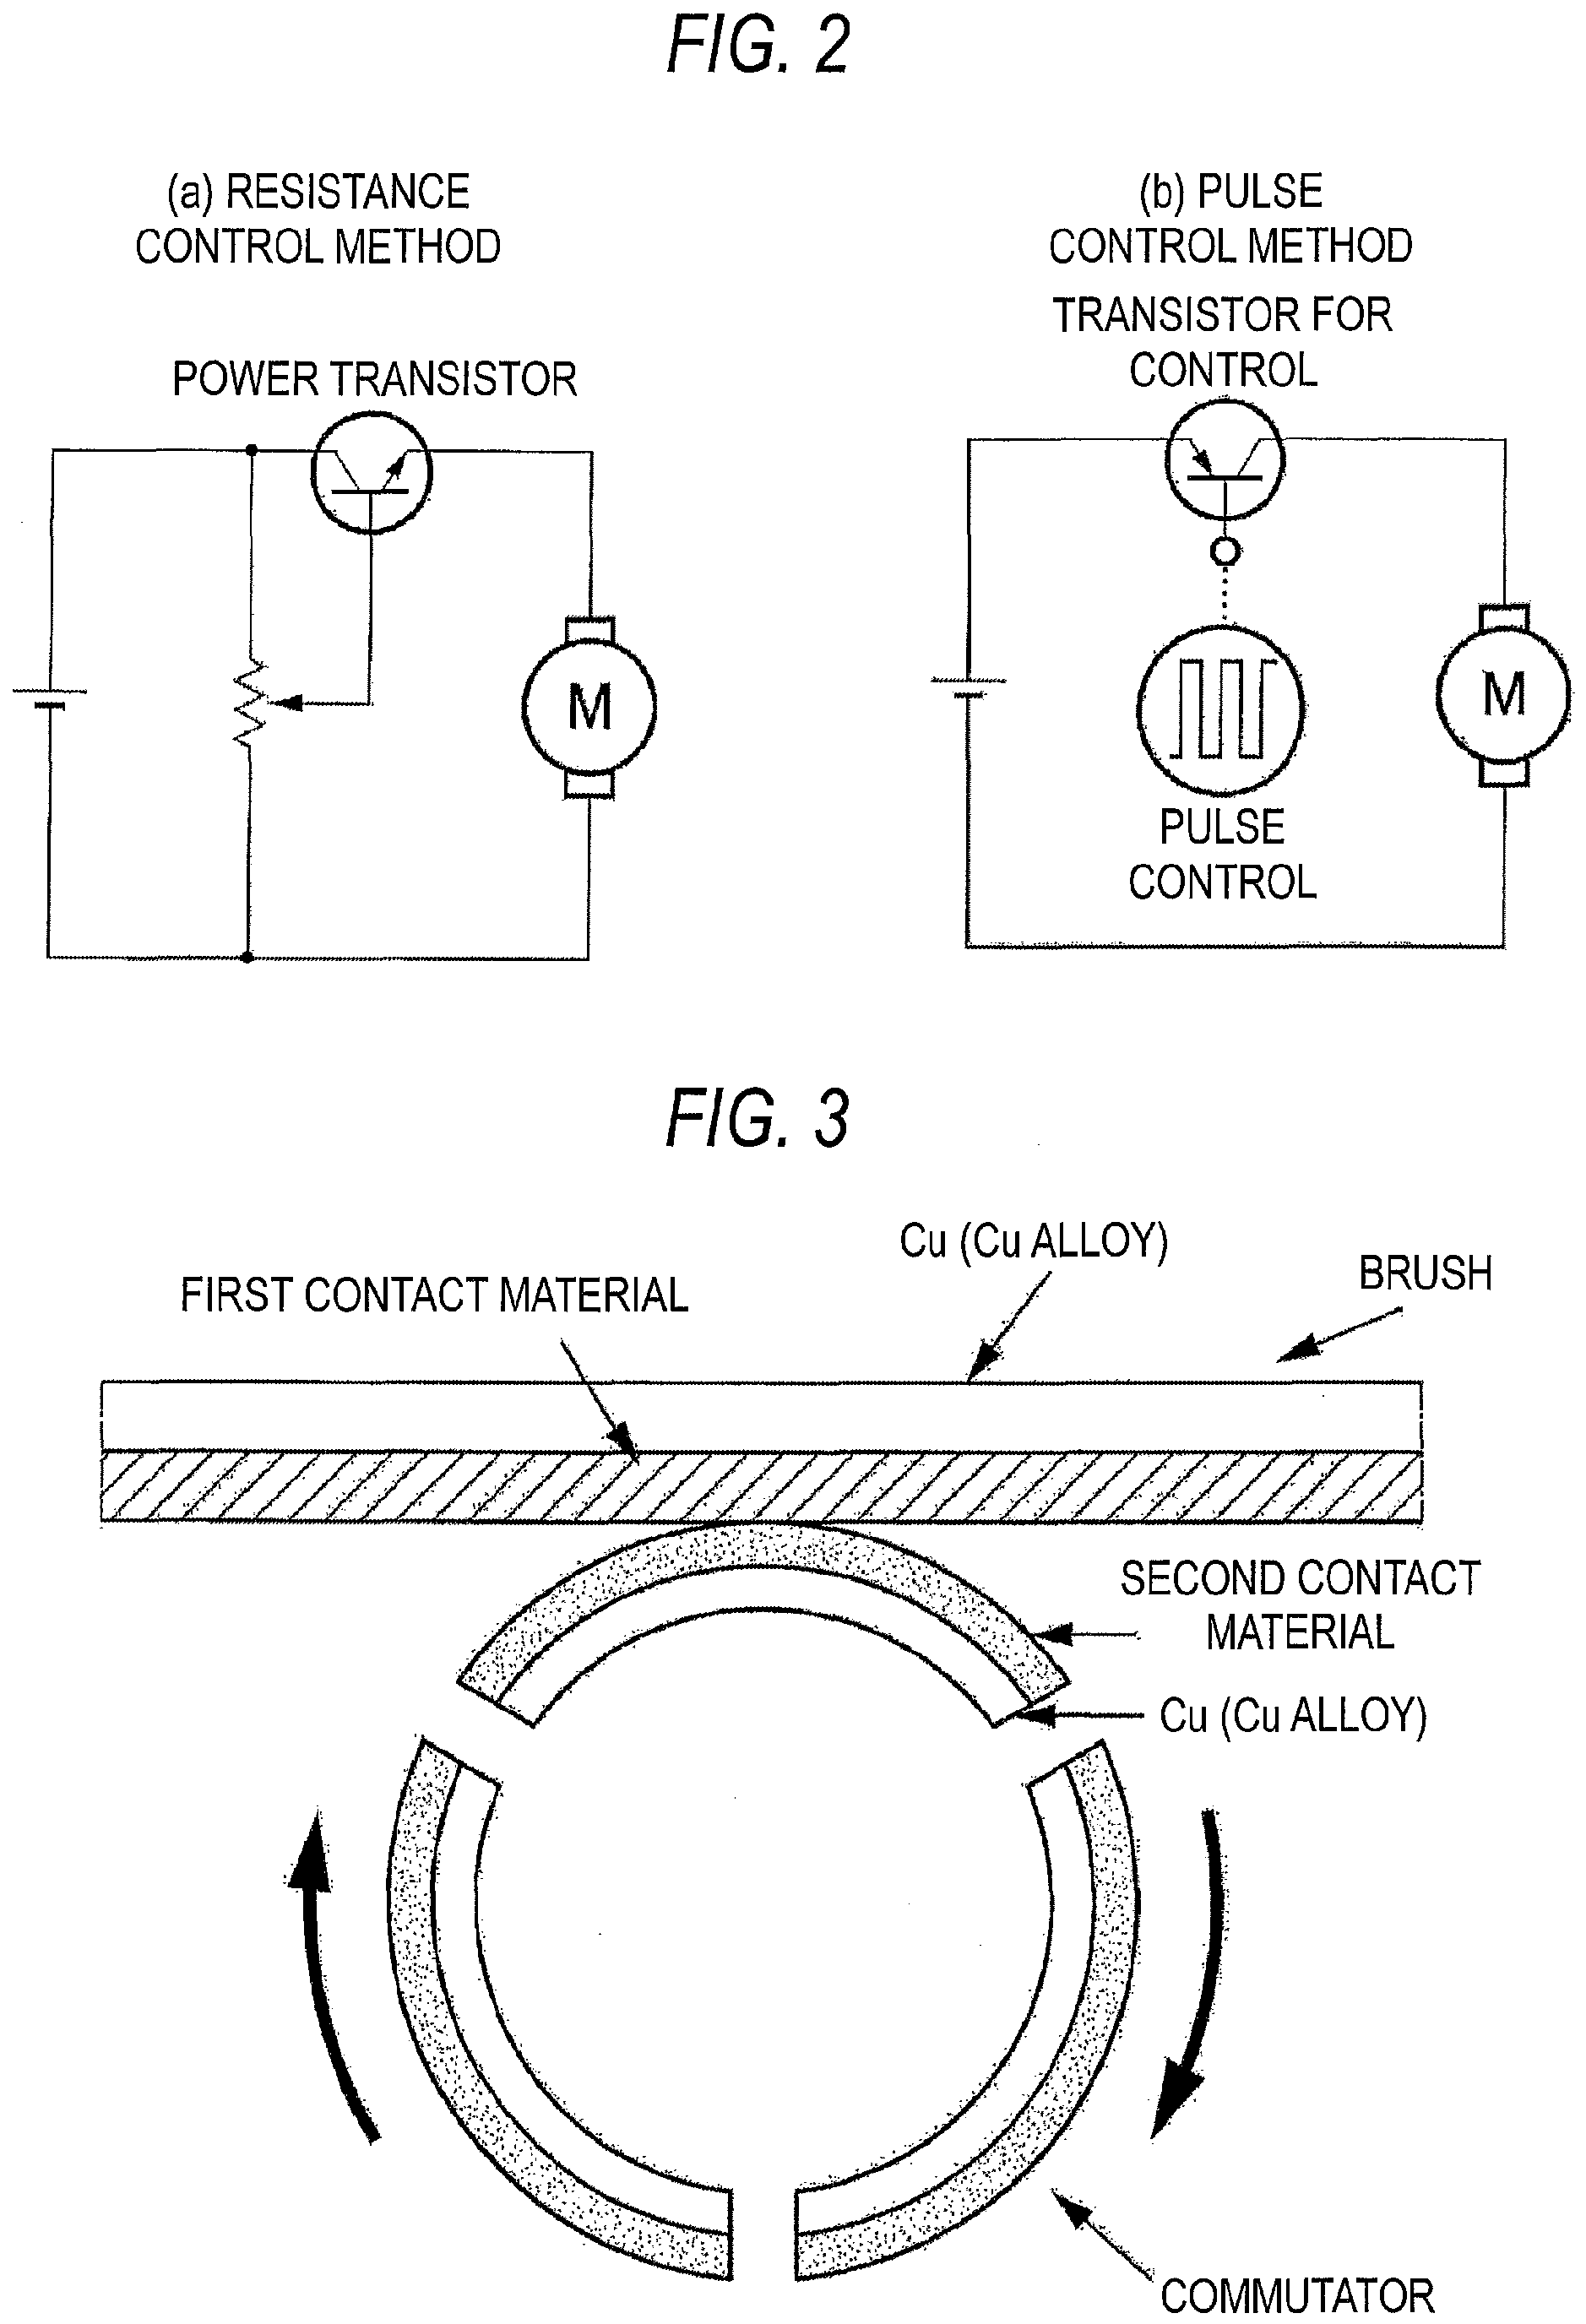 FIG. 2
(a) RESISTANCE
CONTROL METHOD
POWER TRANSISTOR
M
(b) PULSE
CONTROL METHOD
TRANSISTOR FOR
CONTROL
M
PULSE
CONTROL
FIG. 3
Cu (Cu ALLOY)
BRUSH
FIRST CONTACT MATERIAL
SECOND CONTACT
MATERIAL
Cu (Cu ALLOY)
COMMUTATOR